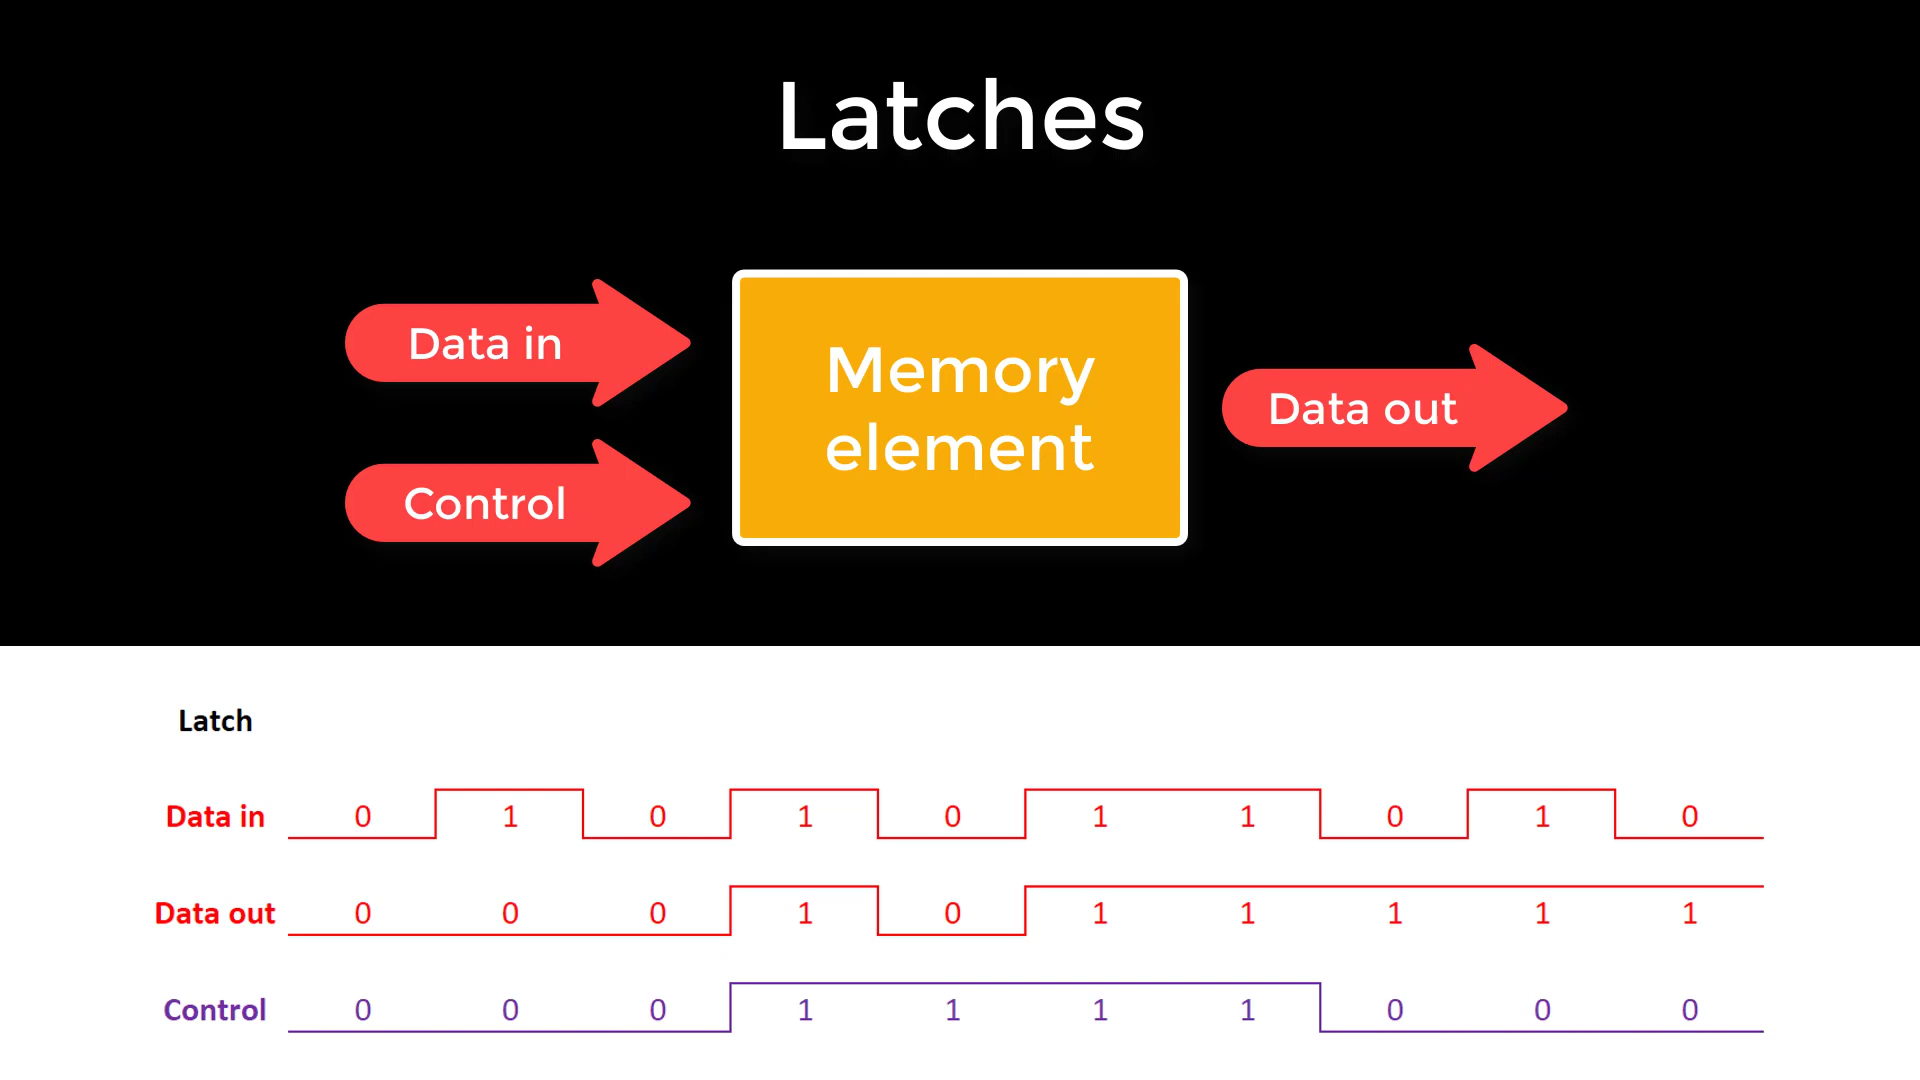 Latches
Data in
Control
Memory
element
Data out
Latch
Data in 0 1 0 1 0 1 1 0 1 0
Data out 0 0 0 1 0 1 1 1 1 1
Control 0 0 0 1 1 1 1 0 0 0